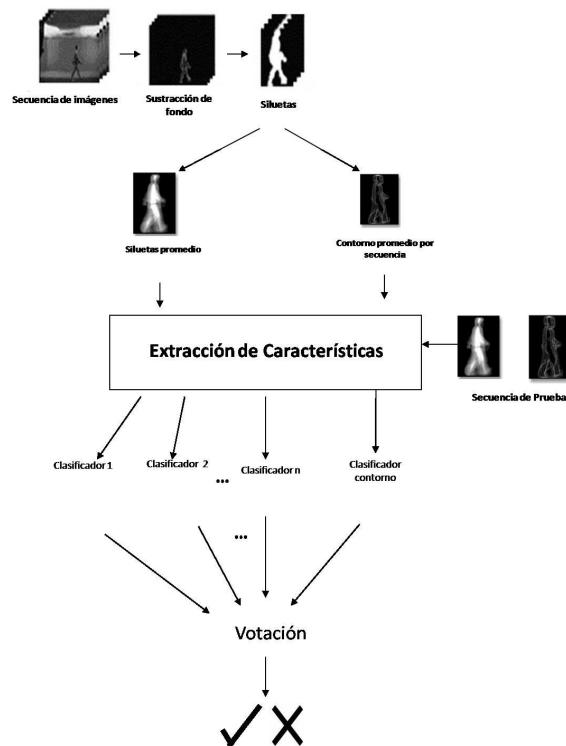 Secuencia de imágenes
Sustracción de
fondo
Siluetas
Siluetas promedio
Contorno promedio por
secuencia
Extracción de Características
Secuencia de Prueba
Clasificador 1
Clasificador 2
...
Clasificador n
Clasificador
contorno
...
Votación